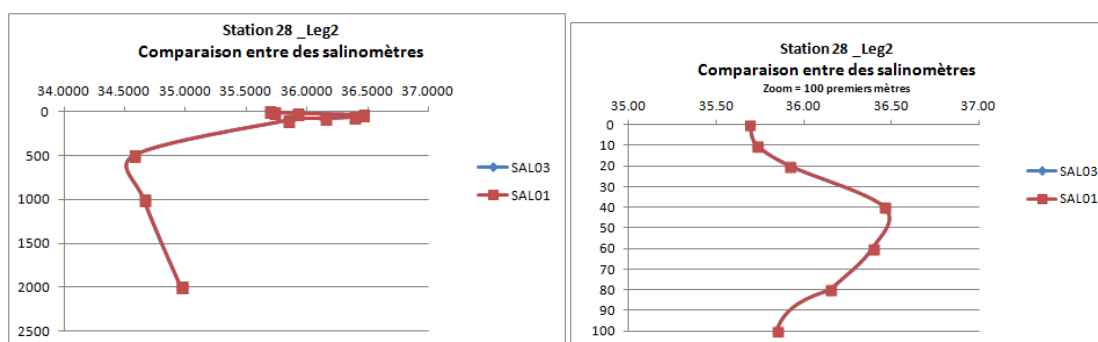 Station 28 _Leg2
Comparaison entre des salinomètres
34.0000 34.5000 35.0000 35.5000 36.0000 36.5000 37.0000
0
500
1000
1500
2000
2500
SAL03
SAL01
Station 28 _Leg2
Comparaison entre des salinomètres
Zoom = 100 premiers mètres
35.00 35.50 36.00 36.50 37.00
0
10
20
30
40
50
60
70
80
90
100
SAL03
SAL01